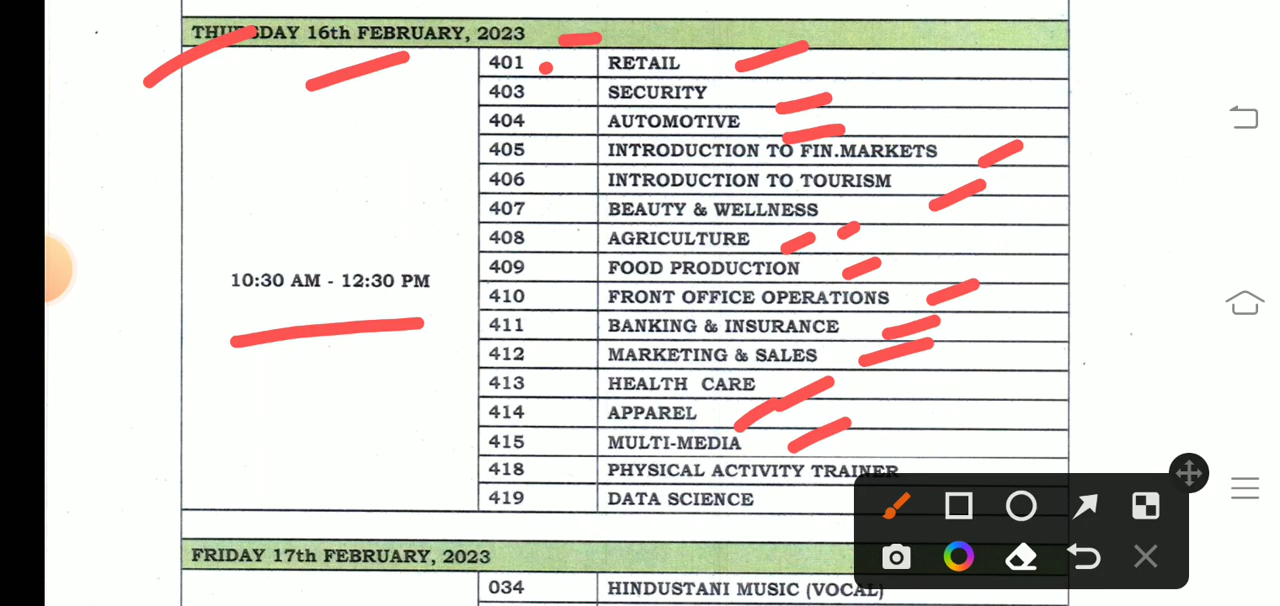 THURSDAY 16th FEBRUARY, 2023
401 RETAIL
403 SECURITY
404 AUTOMOTIVE
405 INTRODUCTION TO FIN.MARKETS
406 INTRODUCTION TO TOURISM
407 BEAUTY & WELLNESS
408 AGRICULTURE
409 FOOD PRODUCTION
10:30 AM - 12:30 PM
410 FRONT OFFICE OPERATIONS
411 BANKING & INSURANCE
412 MARKETING & SALES
413 HEALTH CARE
414 APPAREL
415 MULTI-MEDIA
418 PHYSICAL ACTIVITY TRAINER
419 DATA SCIENCE
FRIDAY 17th FEBRUARY, 2023
034 HINDUSTANI MUSIC (VOCAL)